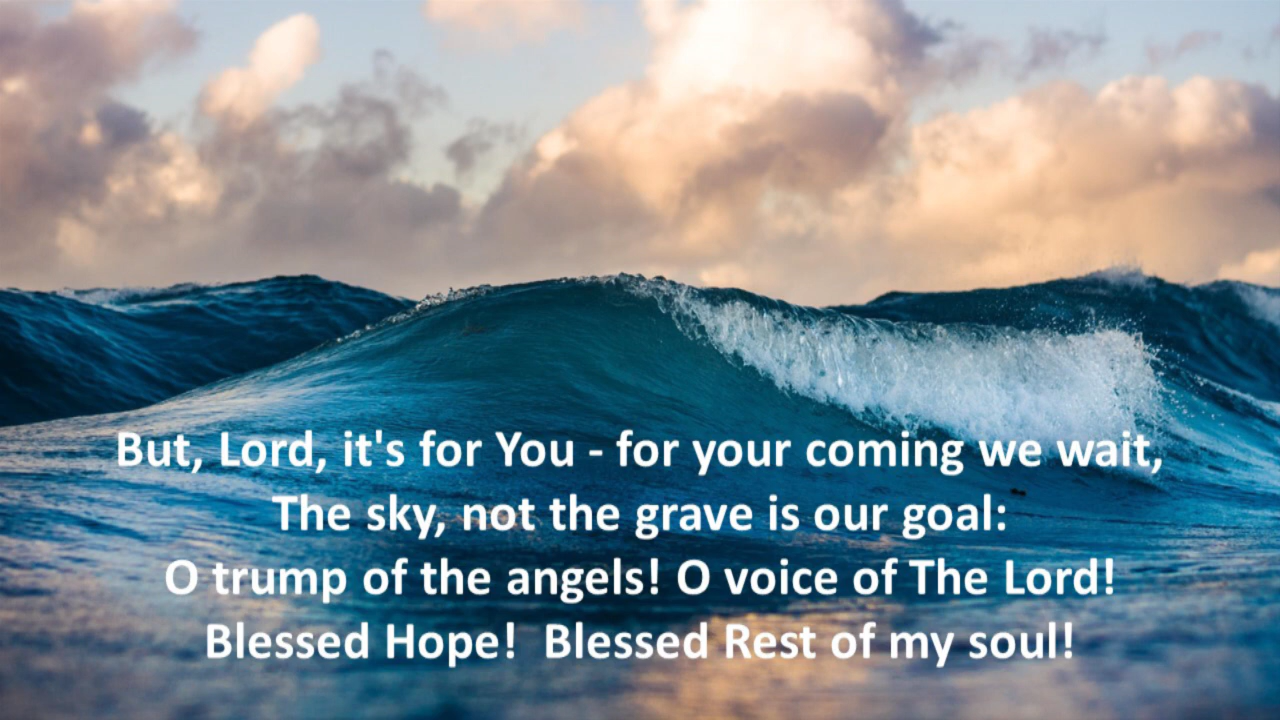 But, Lord, it's for You - for your coming we wait,
The sky, not the grave is our goal:
O trump of the angels! O voice of The Lord!
Blessed Hope!  Blessed Rest of my soul!